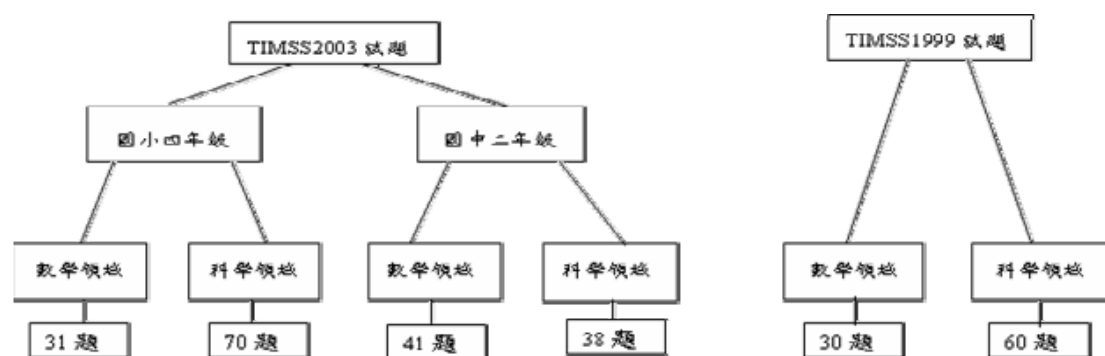 TIMSS2003 試題
TIMSS1999 試題
國小四年級
國中二年級
數學領域
科學領域
數學領域
科學領域
數學領域
科學領域
31 題
70 題
41 題
38 題
30 題
60 題